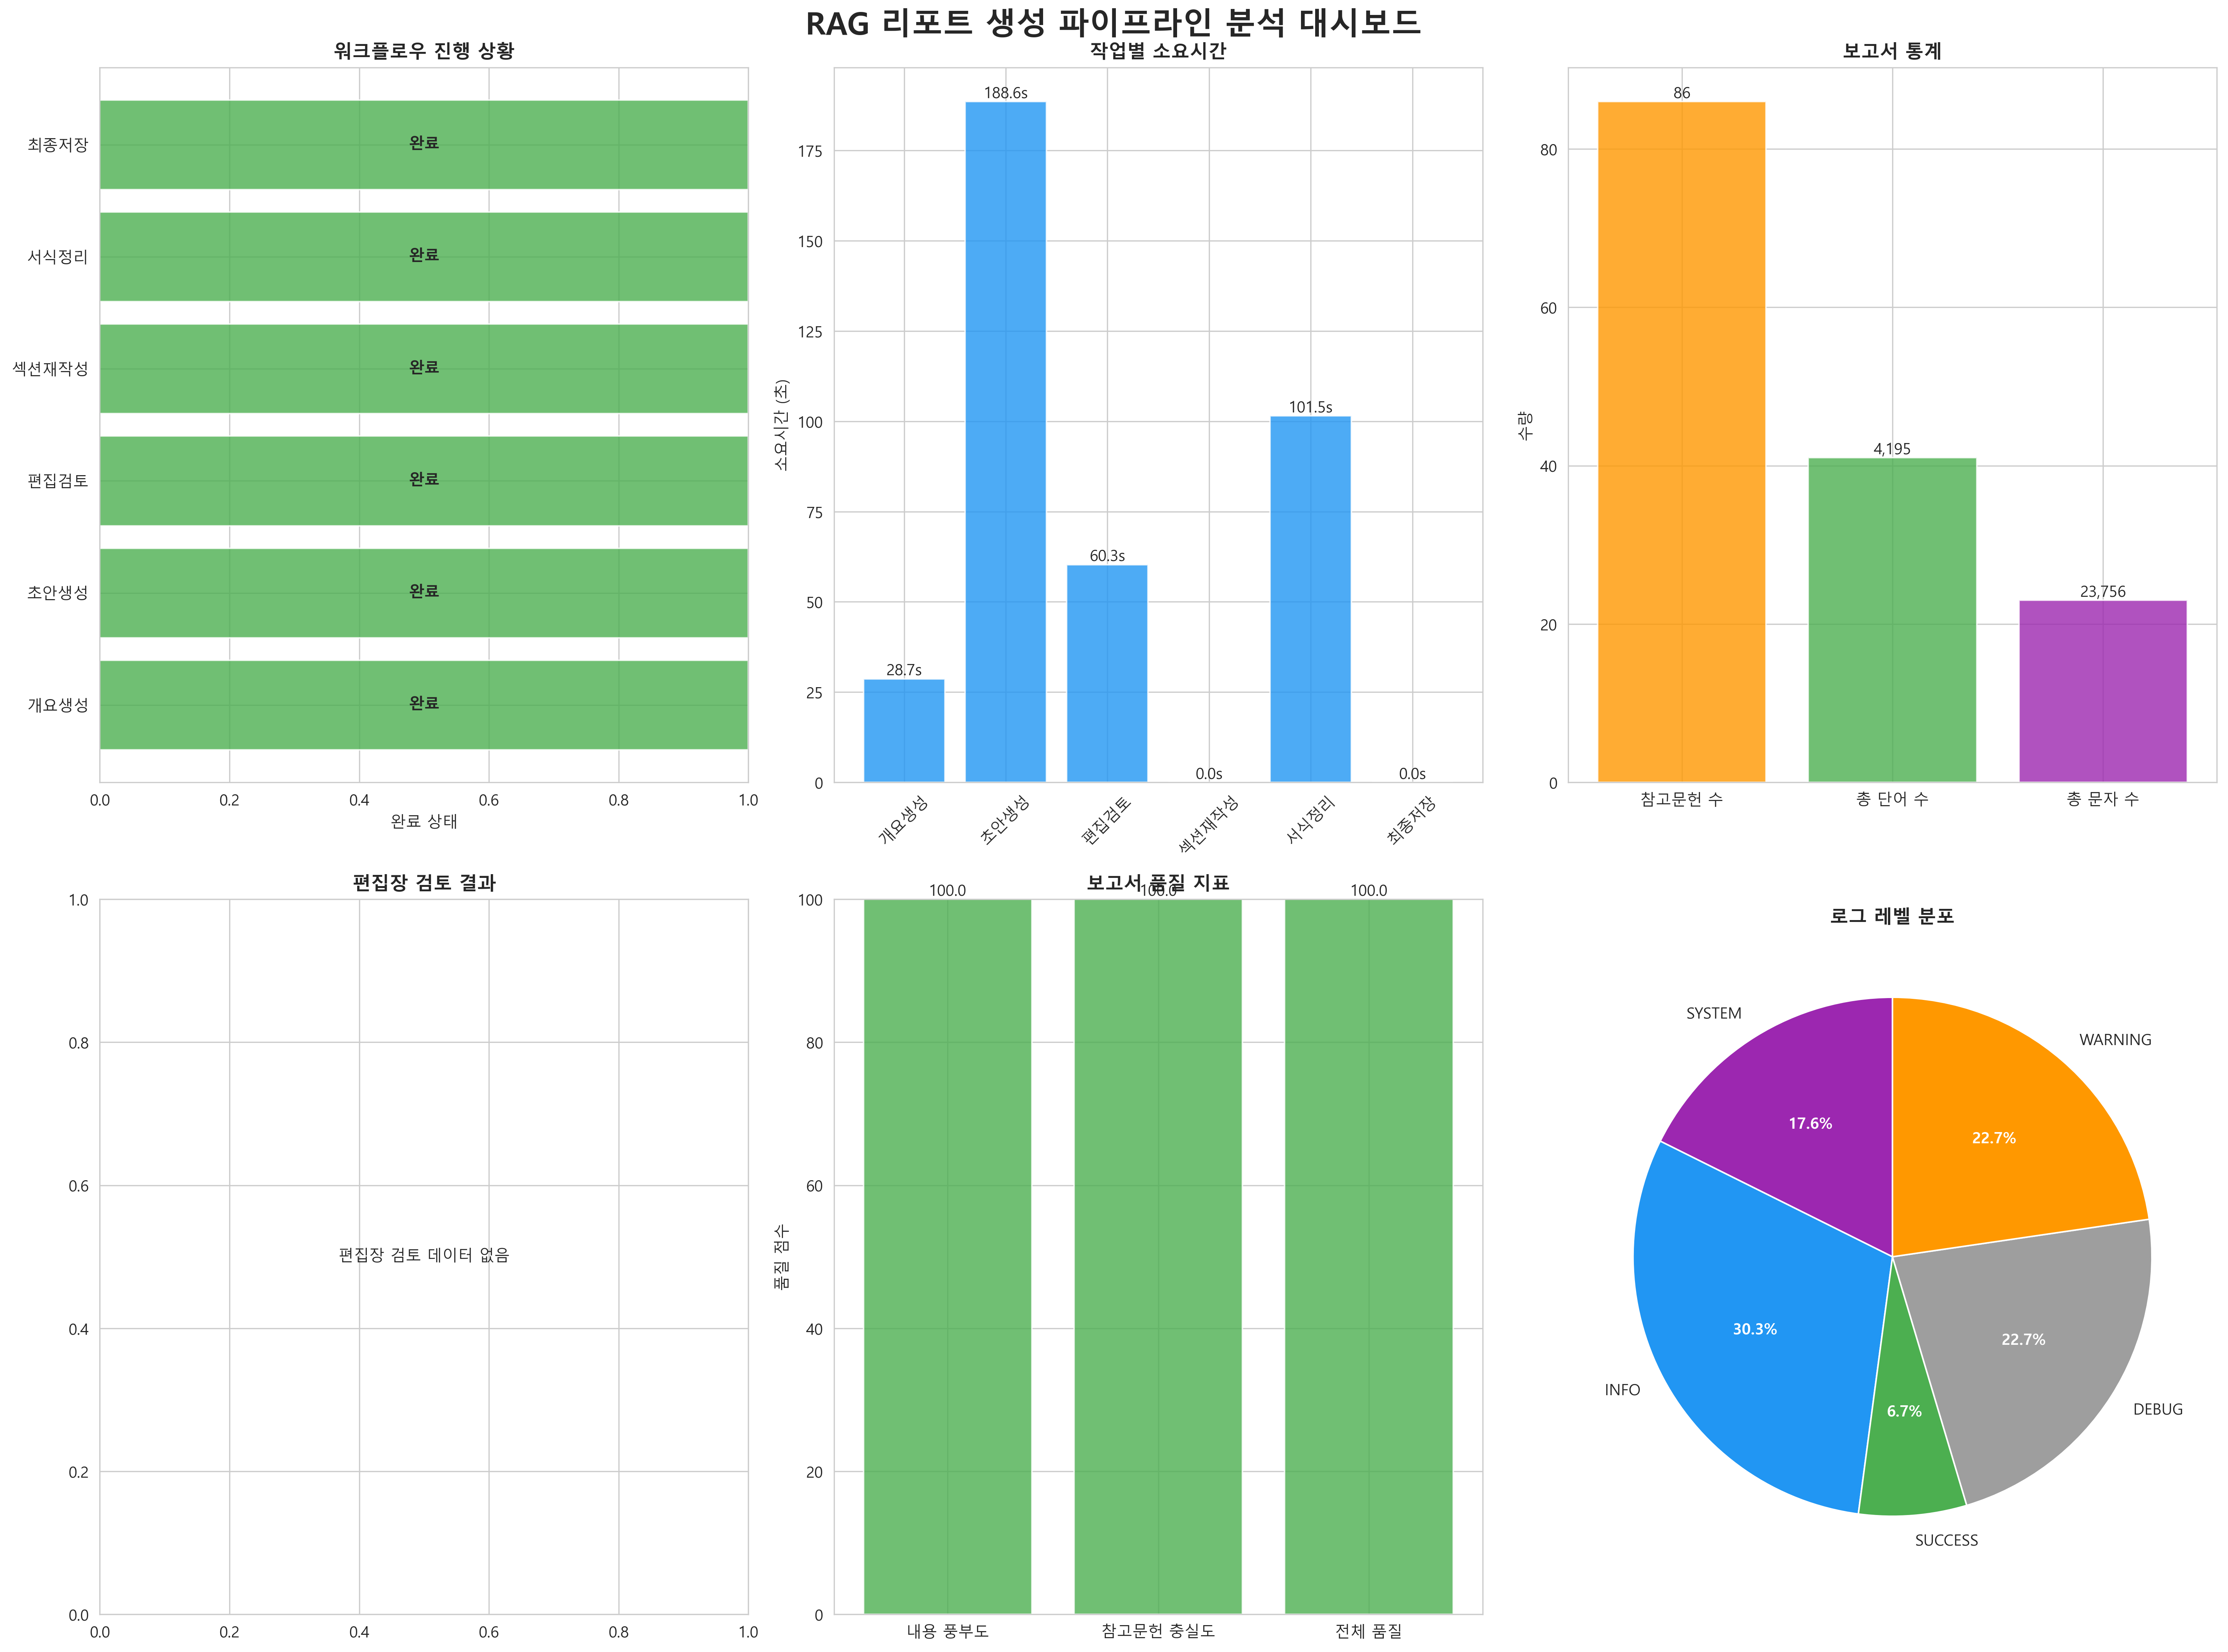 RAG 리포트 생성 파이프라인 분석 대시보드
워크플로우 진행 상황
최종저장
완료
서식정리
완료
섹션재작성
완료
편집검토
완료
초안생성
완료
개요생성
완료
0.0 0.2 0.4 0.6 0.8 1.0
완료 상태
작업별 소요시간
소요시간 (초)
175
150
125
100
75
50
25
0
28.7s
188.6s
60.3s
0.0s
101.5s
0.0s
개요생성 초안생성 편집검토 섹션재작성 서식정리 최종저장
보고서 통계
수량
80
60
40
20
0
86
4,195
23,756
참고문헌 수 총 단어 수 총 문자 수
편집장 검토 결과
1.0
0.8
0.6
0.4
0.2
0.0
편집장 검토 데이터 없음
0.0 0.2 0.4 0.6 0.8 1.0
보고서 품질 지표
품질 점수
100
80
60
40
20
0
100.0 100.0 100.0
내용 풍부도 참고문헌 충실도 전체 품질
로그 레벨 분포
SYSTEM
17.6%
WARNING
22.7%
INFO
30.3%
DEBUG
22.7%
SUCCESS
6.7%